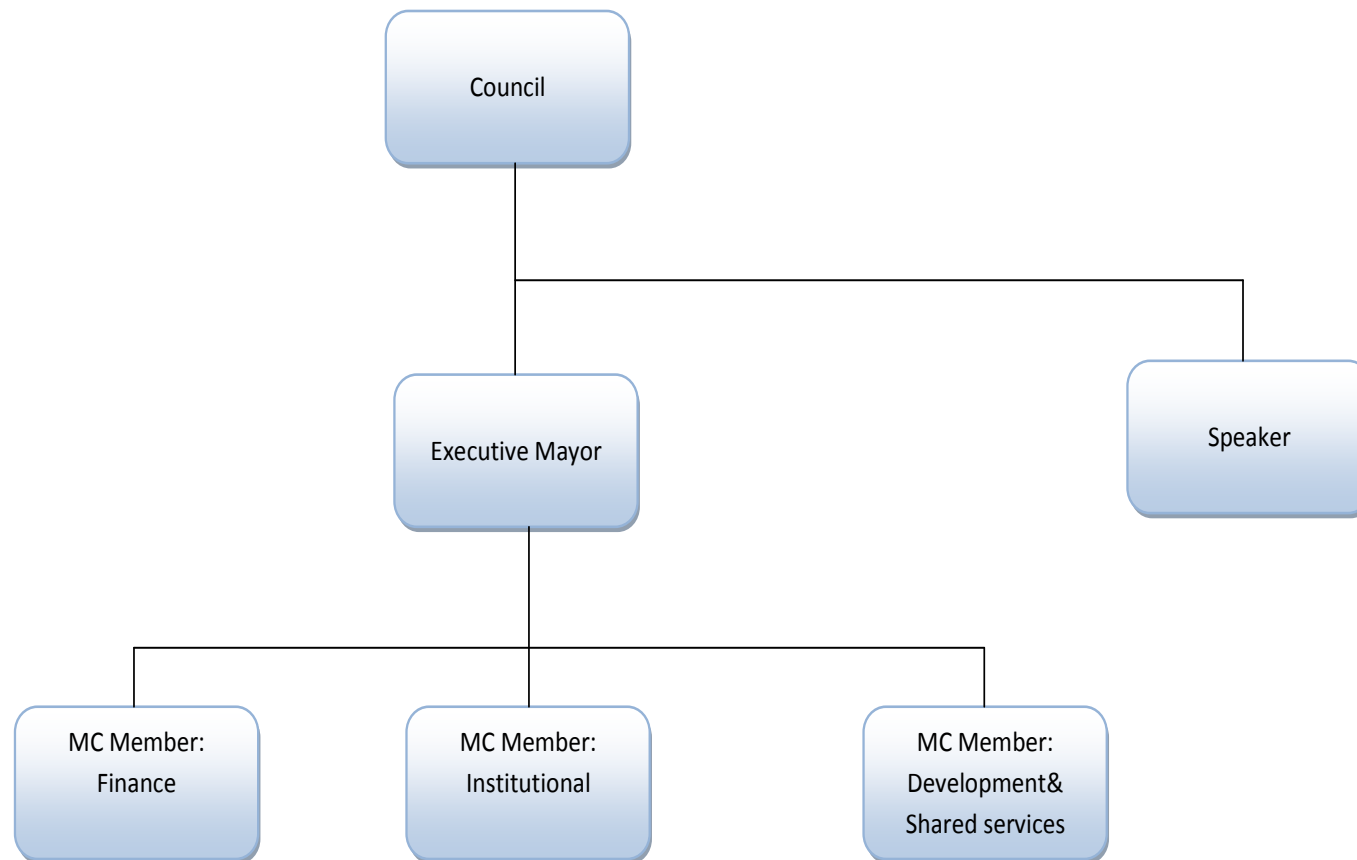 Council
Executive Mayor
Speaker
MC Member:
Finance
MC Member:
Institutional
MC Member:
Development&
Shared services